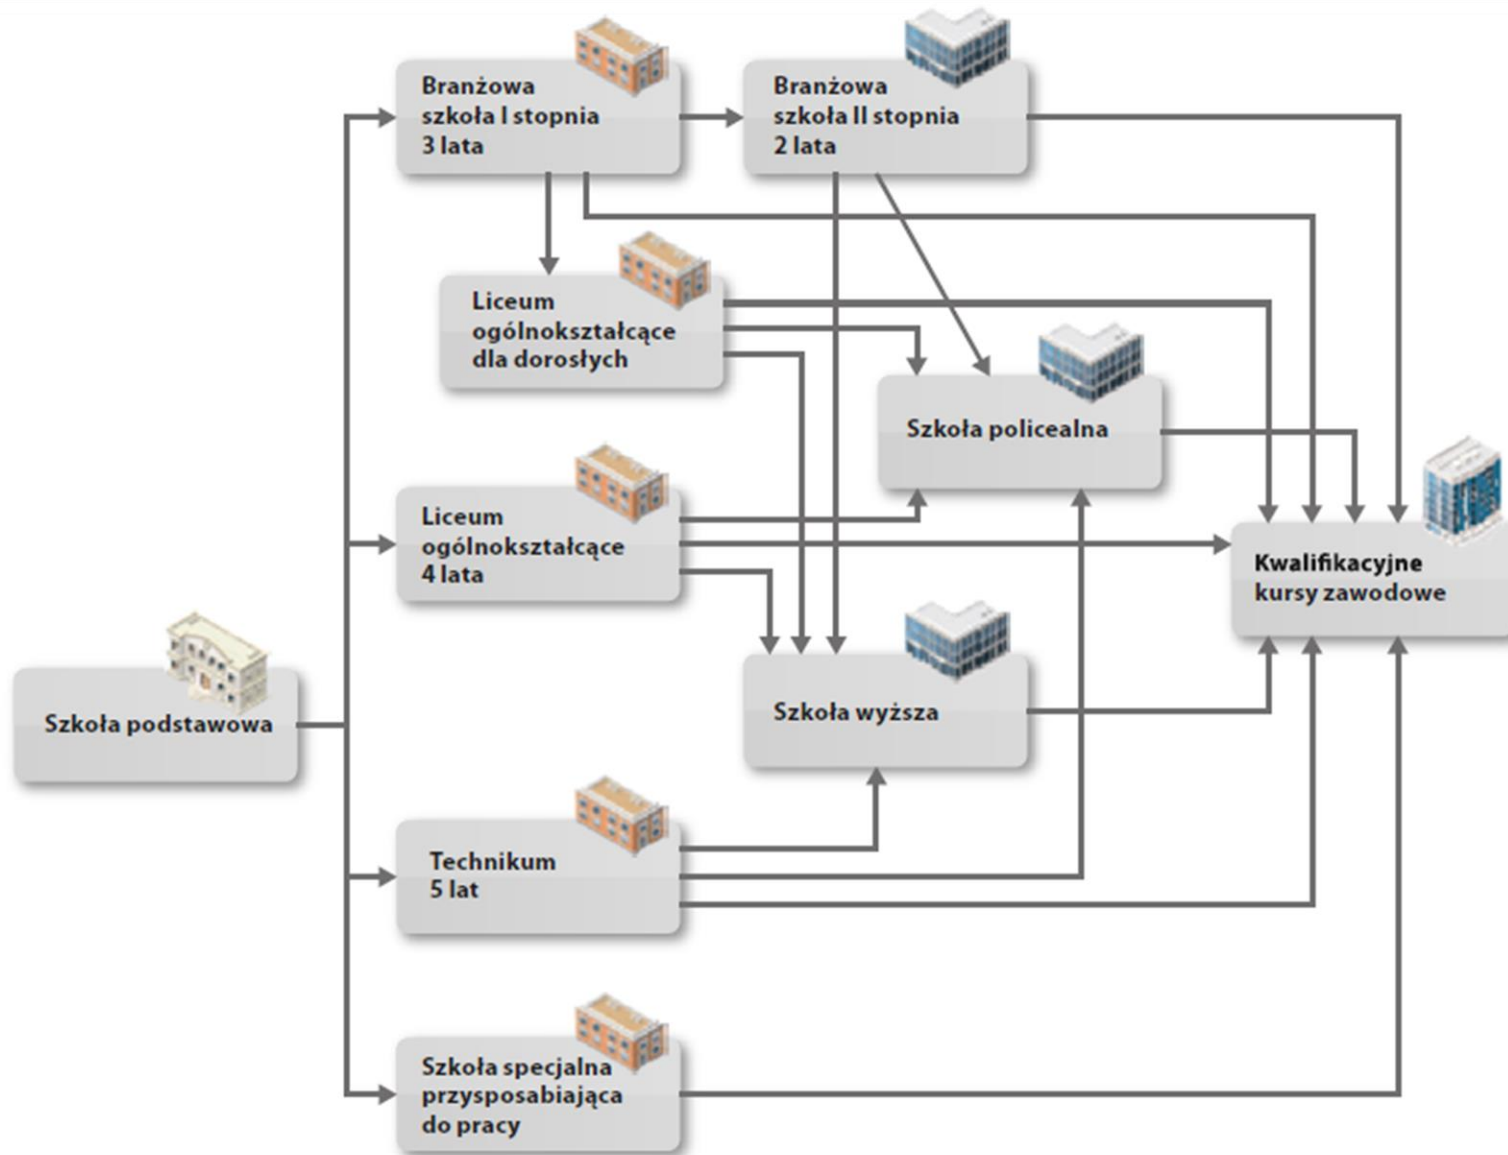 Branżowa
szkoła I stopnia
3 lata
Branżowa
szkoła II stopnia
2 lata
Liceum
ogólnokształcące
dla dorosłych
Szkoła policealna
Liceum
ogólnokształcące
4 lata
Kwalifikacyjne
kursy zawodowe
Szkoła podstawowa
Szkoła wyższa
Technikum
5 lat
Szkoła specjalna
przysposabiająca
do pracy